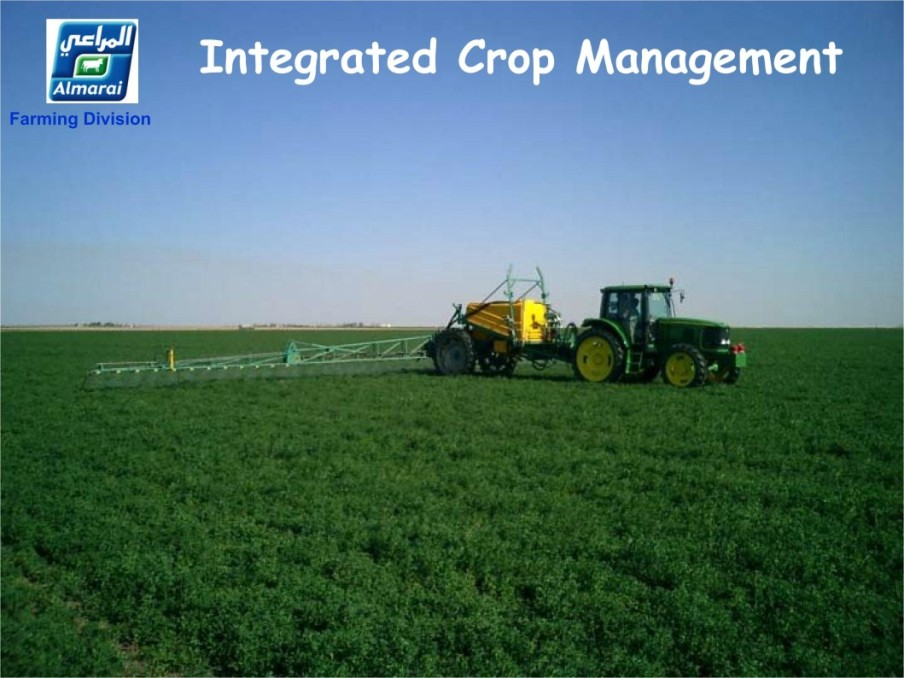 المراعي
Almarai
Farming Division
Integrated Crop Management